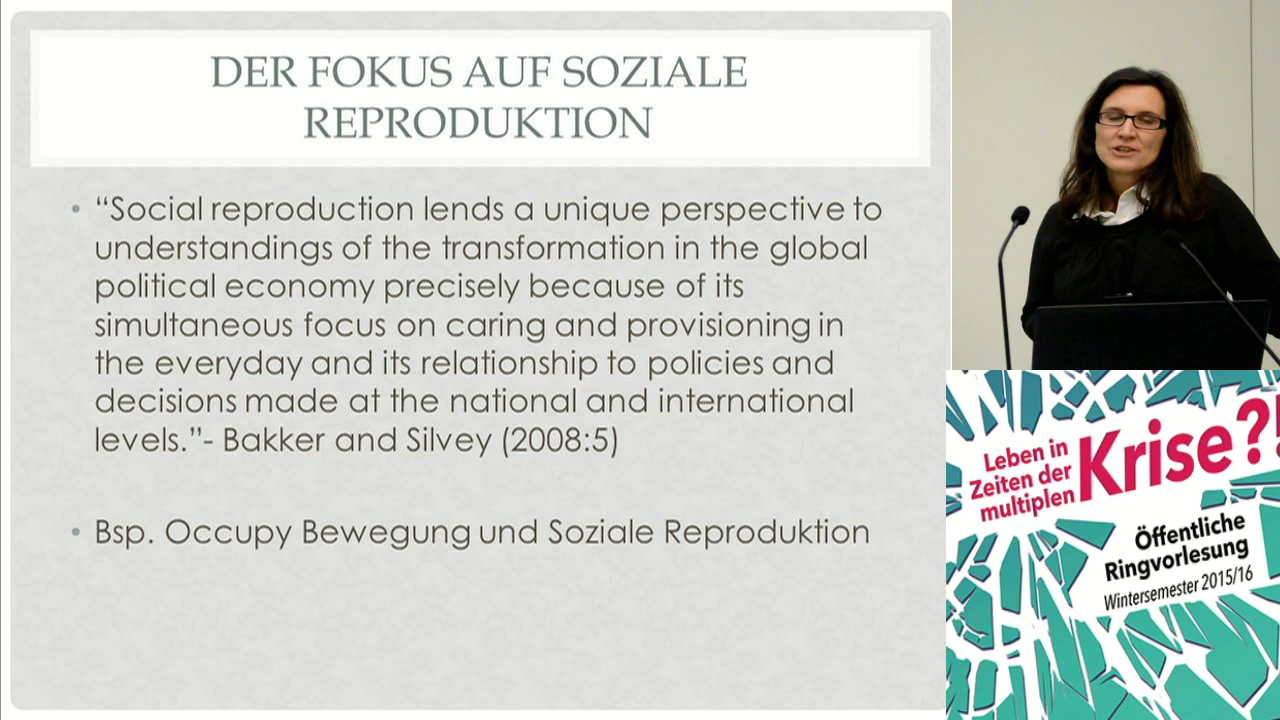 DER FOKUS AUF SOZIALE
REPRODUKTION
• “Social reproduction lends a unique perspective to
understandings of the transformation in the global
political economy precisely because of its
simultaneous focus on caring and provisioning in
the everyday and its relationship to policies and
decisions made at the national and international
levels.”- Bakker and Silvey (2008:5)
• Bsp. Occupy Bewegung und Soziale Reproduktion
Leben in
Zeiten der
multiplen
Krise?!
Öffentliche
Ringvorlesung
Wintersemester 2015/16